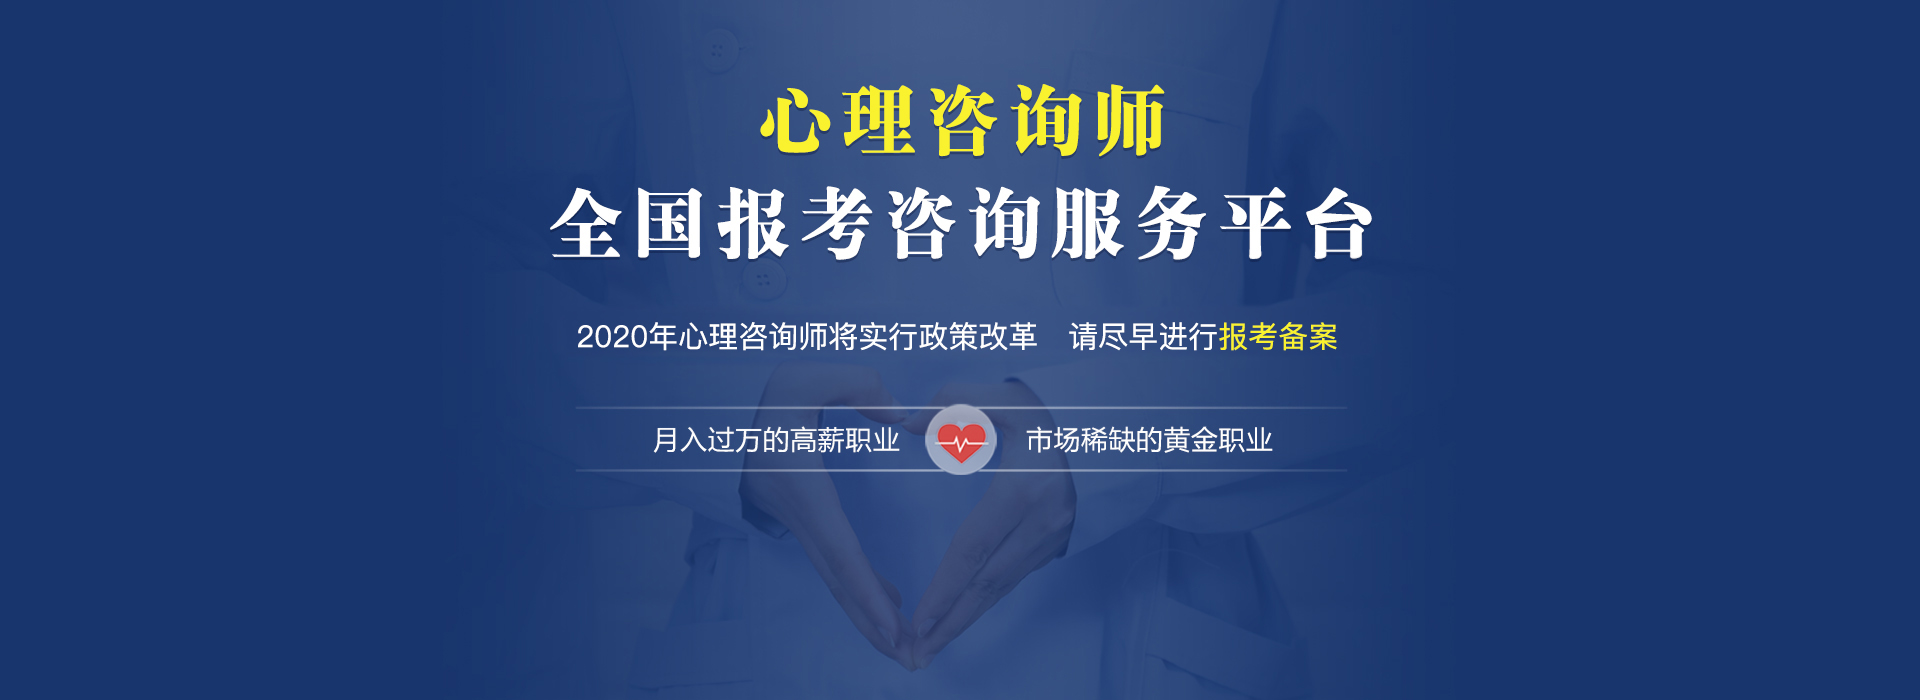 心理咨询师
全国报考咨询服务平台
2020年心理咨询师将实行政策改革 请尽早进行报考备案
月入过万的高薪职业 市场稀缺的黄金职业